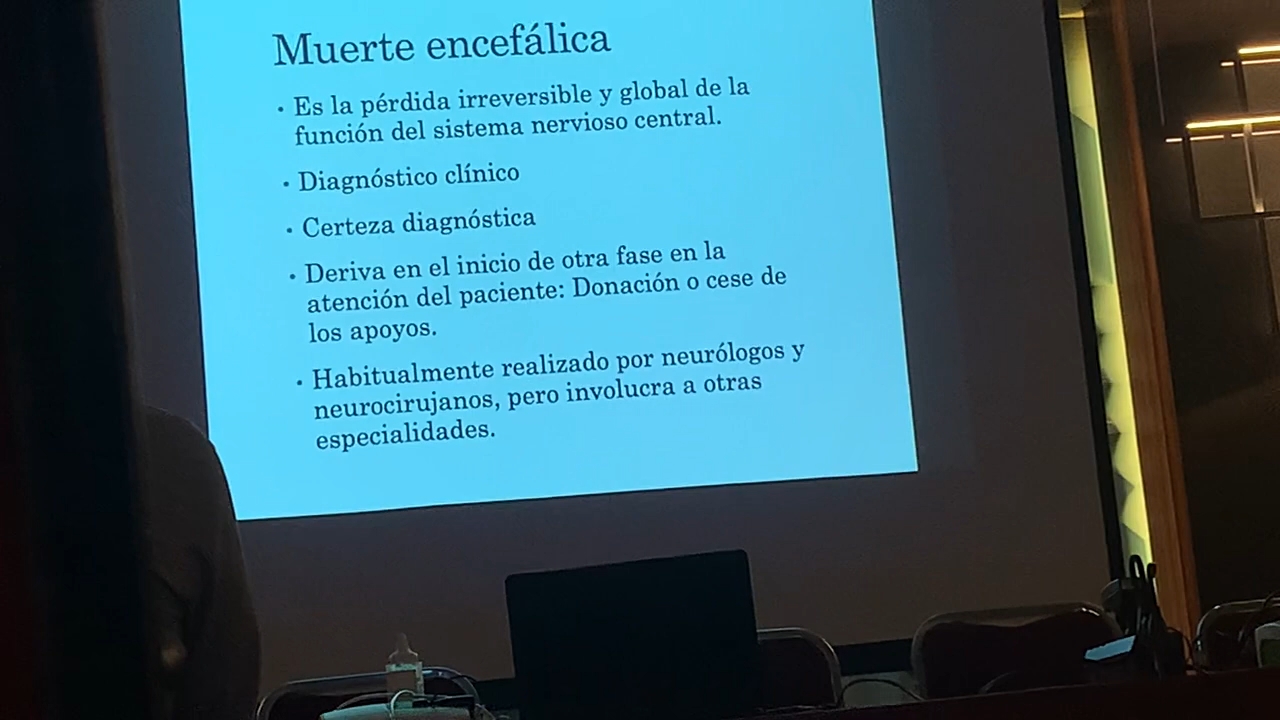 Muerte encefálica
• Es la pérdida irreversible y global de la
función del sistema nervioso central.
• Diagnóstico clínico
• Certeza diagnóstica
• Deriva en el inicio de otra fase en la
atención del paciente: Donación o cese de
los apoyos.
• Habitualmente realizado por neurólogos y
neurocirujanos, pero involucra a otras
especialidades.